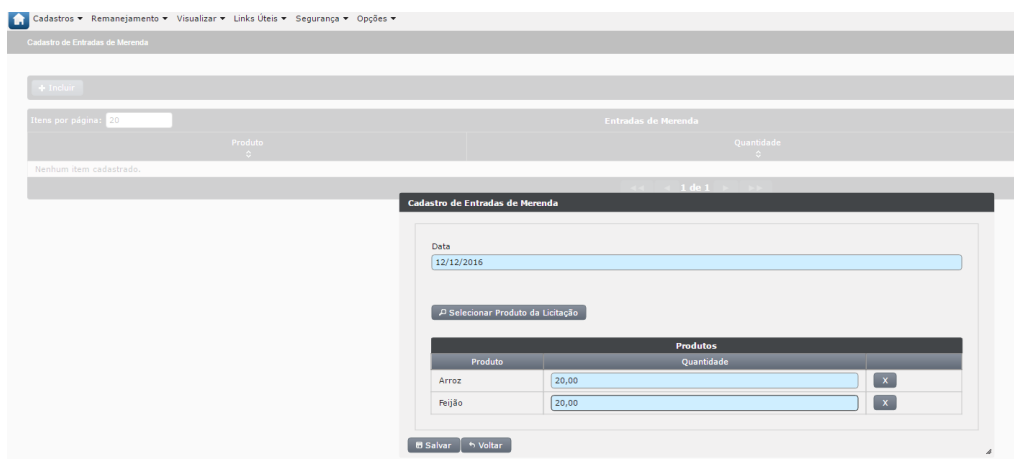 Cadastros Remanejamento Visualizar Links Úteis Segurança Opções
Cadastro de Entradas de Merenda
+ Incluir
Itens por página: 20 Entradas de Merenda
Produto Quantidade
Nenhum item cadastrado.
1 de 1
Cadastro de Entradas de Merenda
Data
12/12/2016
Selecionar Produto da Licitação
Produtos
Produto Quantidade
Arroz 20,00 X
Feijão 20,00 X
Salvar Voltar